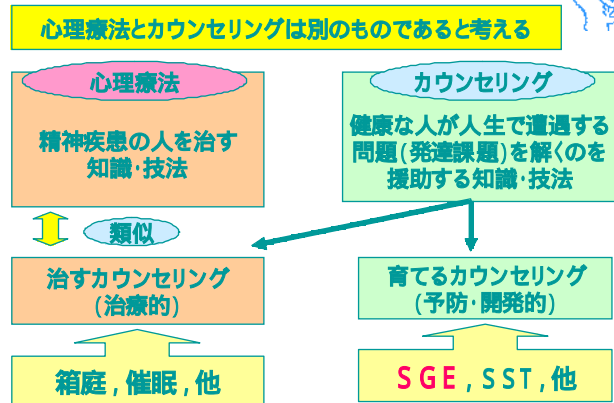 心理療法とカウンセリングは別のものであると考える
心理療法
精神疾患の人を治す
知識･技法
カウンセリング
健康な人が人生で遭遇する
問題(発達課題)を解くのを
援助する知識･技法
類似
治すカウンセリング
(治療的)
育てるカウンセリング
(予防･開発的)
箱庭,催眠,他
SGE,SST,他